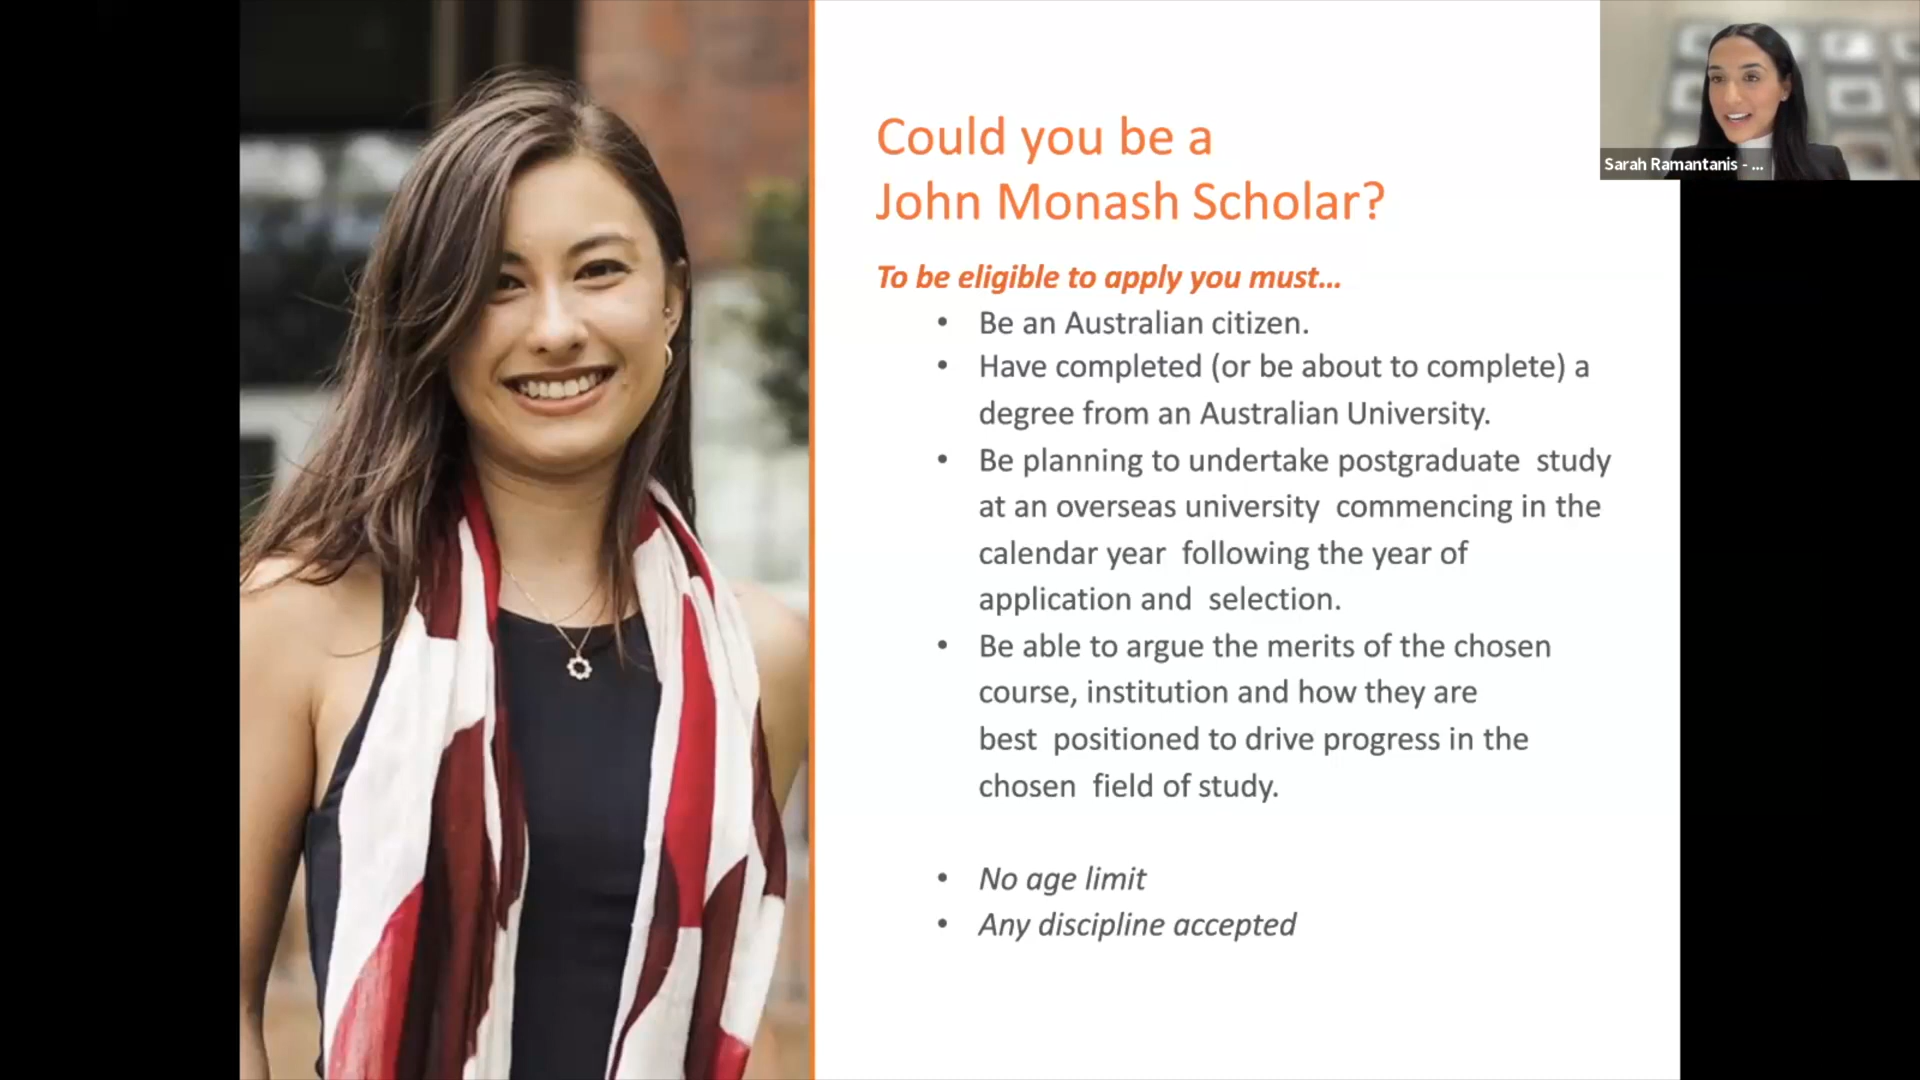 Could you be a
John Monash Scholar?
To be eligible to apply you must...
• Be an Australian citizen.
• Have completed (or be about to complete) a
degree from an Australian University.
• Be planning to undertake postgraduate study
at an overseas university commencing in the
calendar year following the year of
application and selection.
• Be able to argue the merits of the chosen
course, institution and how they are
best positioned to drive progress in the
chosen field of study.
• No age limit
• Any discipline accepted
Sarah Ramantanis - ...